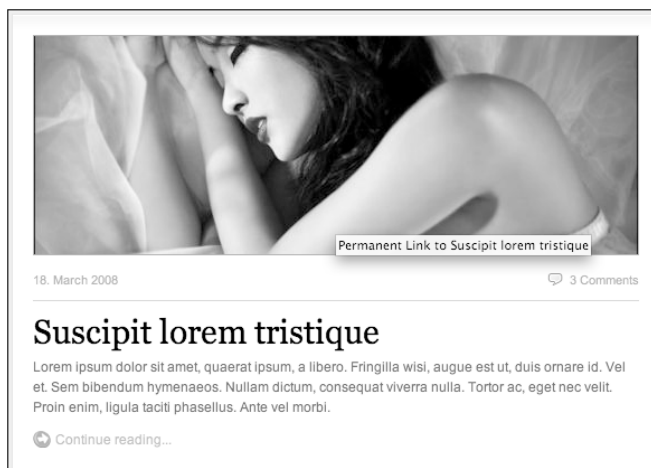 Permanent Link to Suscipit lorem tristique
18. March 2008
3 Comments
Suscipit lorem tristique
Lorem ipsum dolor sit amet, quaerat ipsum, a libero. Fringilla wisi, augue est ut, duis ornare id. Vel
et. Sem bibendum hymenaeos. Nullam dictum, consequat viverra nulla. Tortor ac, eget nec velit.
Proin enim, ligula taciti phasellus. Ante vel morbi.
Continue reading...